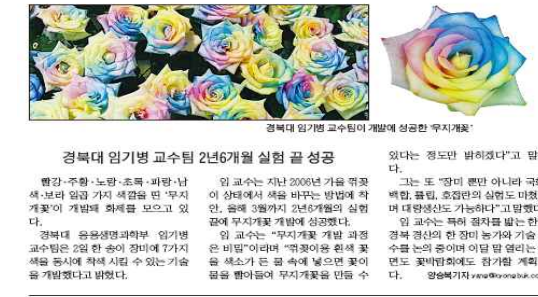 경북대 임기병 교수팀이 개발에 성공한 '무지개꽃'
경북대 임기병 교수팀 2년6개월 실험 끝 성공
빨강·주황·노랑·초록·파랑·남
색·보라 일곱 가지 색깔을 띤 '무지
개꽃'이 개발돼 화제를 모으고 있
다.
경북대 응용생명과학부 임기병
교수팀은 2일 한 송이 장미에 7가지
색을 동시에 착색 시킬 수 있는 기술
을 개발했다고 밝혔다.
임 교수는 지난 2006년 가을 꺾꽂
이 상태에서 색을 바꾸는 방법에 착
안, 올해 3월까지 2년6개월의 실험
끝에 무지개꽃 개발에 성공했다.
임 교수는 "무지개꽃 개발 과정
은 비밀"이라며 "꺾꽂이용 흰색 꽃
을 색소가 든 물 속에 넣으면 꽃이
물을 빨아들여 무지개꽃을 만들 수
있다는 정도만 밝히겠다"고 말
다.
그는 또 "장미 뿐만 아니라 국
백합, 튤립, 호접란의 실험도 마쳤
며 대량생산도 가능하다"고 말했다
임 교수는 특허 절차를 밟는 한
경북 경산의 한 장미 농가와 기술
수를 논의 중이며 이달 말 열리는
면도 꽃박람회에도 참가할 계획
다. 양승복기자